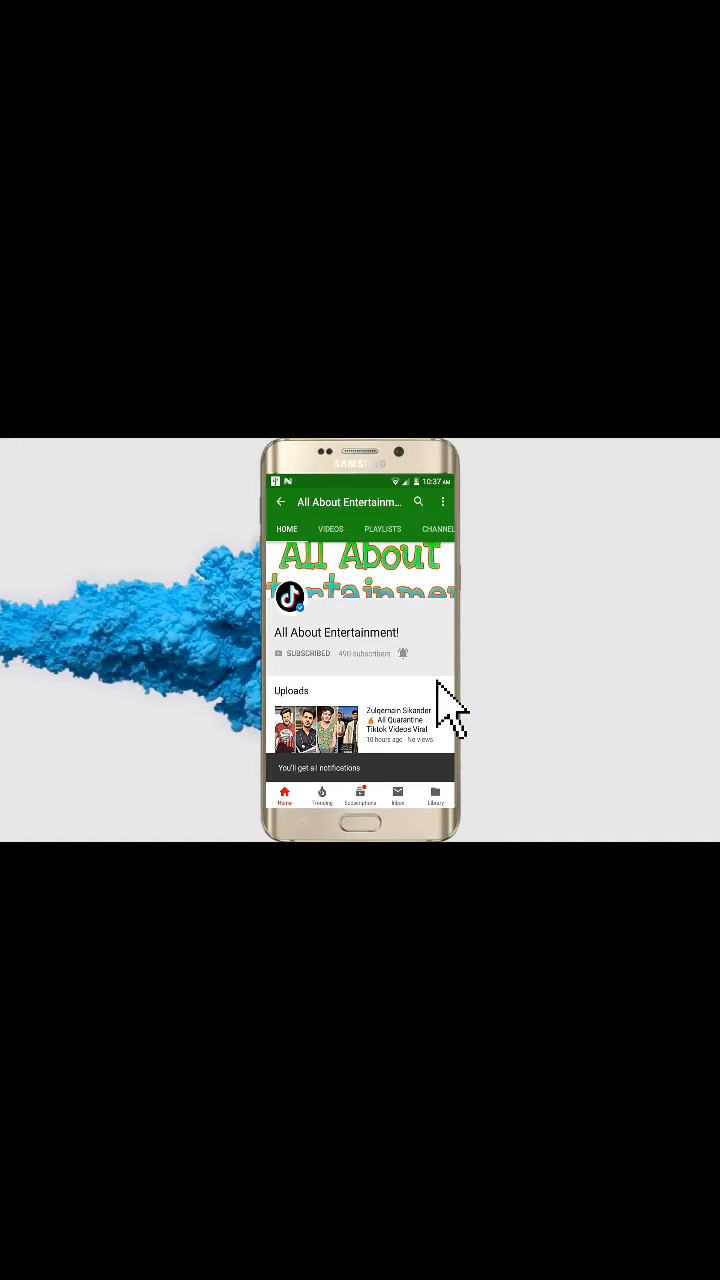 SAMSUNG
10:37 AM
All About Entertainm...
HOME VIDEOS PLAYLISTS CHANNEL
All About
All About Entertainment!
SUBSCRIBED 490 subscribers
Uploads
Zulqernain Sikander
🔥 All Quarantine
Tiktok Videos Viral
10 hours ago · No views
You'll get all notifications
Home Trending Subscriptions Inbox Library